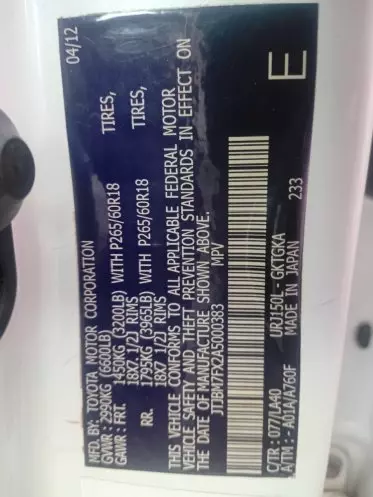 MFD. BY: TOYOTA MOTOR CORPORATION 04/12
GVWR: 2990KG (6600LB)
GAWR: FRT. 1450KG (3200LB) WITH P265/60R18 TIRES,
18X7 1/2J RIMS
RR. 1795KG (3965LB) WITH P265/60R18 TIRES,
18X7 1/2J RIMS
THIS VEHICLE CONFORMS TO ALL APPLICABLE FEDERAL MOTOR
VEHICLE SAFETY AND THEFT PREVENTION STANDARDS IN EFFECT ON
THE DATE OF MANUFACTURE SHOWN ABOVE.
JTJBM7FX2A5000383 MPV
E
C/TR: 077LA40 URJ150L-GKTGKA
A/TM: -A01A/A760F MADE IN JAPAN 233